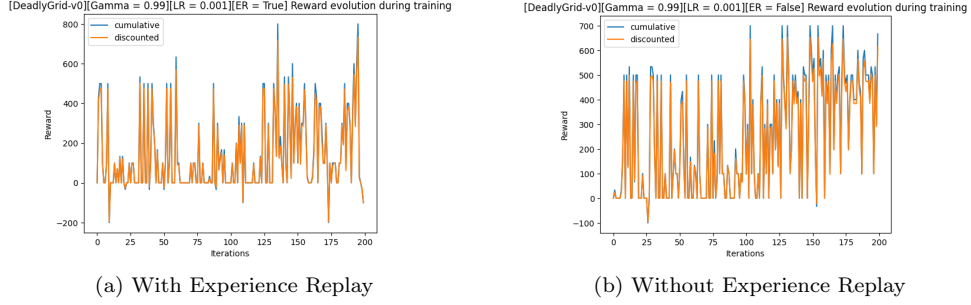 [DeadlyGrid-v0][Gamma = 0.99][LR = 0.001][ER = True] Reward evolution during training
cumulative
discounted
800
600
400
200
0
−200
Reward
0 25 50 75 100 125 150 175 200
Iterations
(a) With Experience Replay
[DeadlyGrid-v0][Gamma = 0.99][LR = 0.001][ER = False] Reward evolution during training
cumulative
discounted
700
600
500
400
300
200
100
0
−100
Reward
0 25 50 75 100 125 150 175 200
Iterations
(b) Without Experience Replay